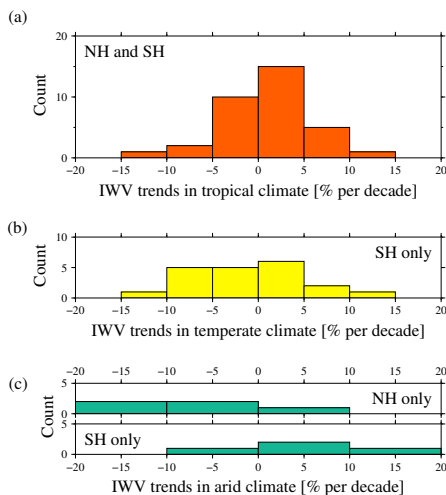 (a)
20
NH and SH
10
Count
0
−20 −15 −10 −5 0 5 10 15 20
IWV trends in tropical climate [% per decade]
(b)
10
SH only
5
Count
0
−20 −15 −10 −5 0 5 10 15 20
IWV trends in temperate climate [% per decade]
(c)
−20 −15 −10 −5 0 5 10 15 20
5
NH only
0
Count
5
SH only
0
−20 −15 −10 −5 0 5 10 15 20
IWV trends in arid climate [% per decade]